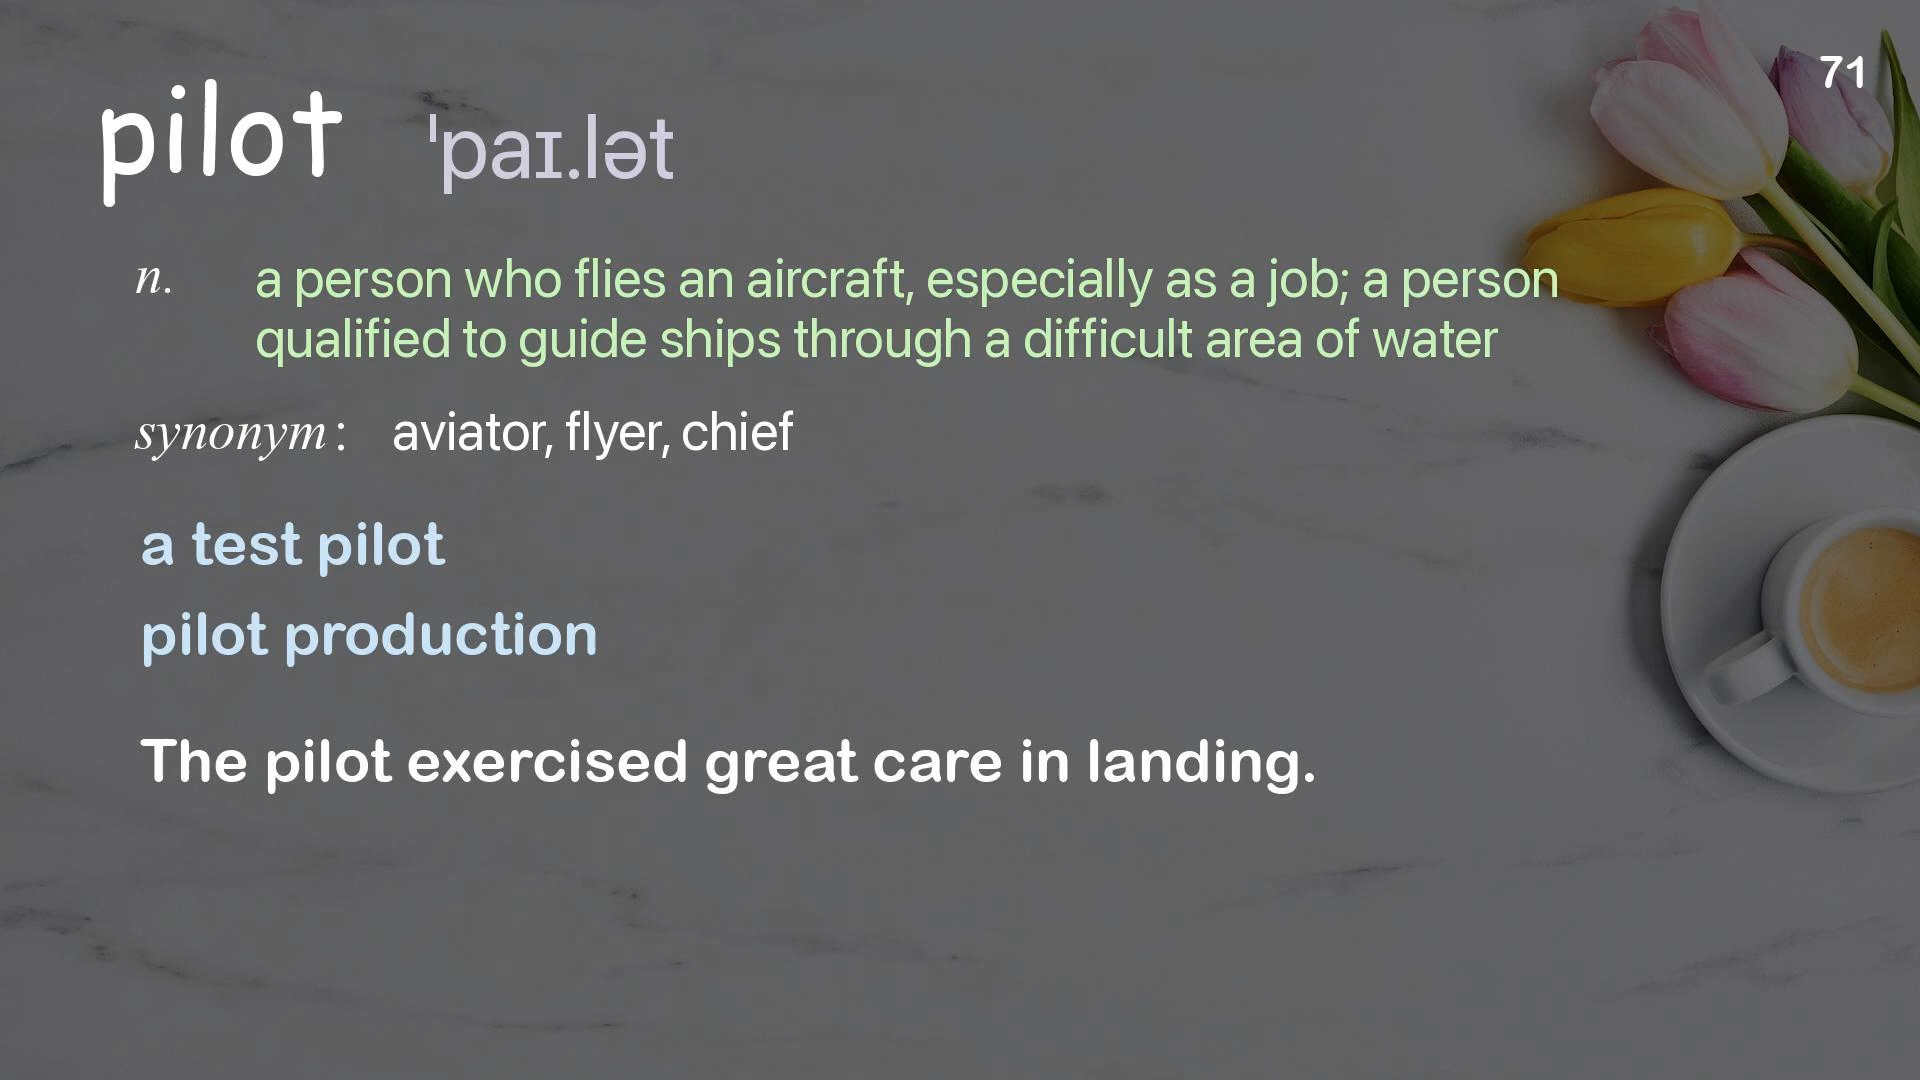 71
pilot ˈpaɪ.lət
n. a person who flies an aircraft, especially as a job; a person
qualified to guide ships through a difficult area of water
synonym: aviator, flyer, chief
a test pilot
pilot production
The pilot exercised great care in landing.